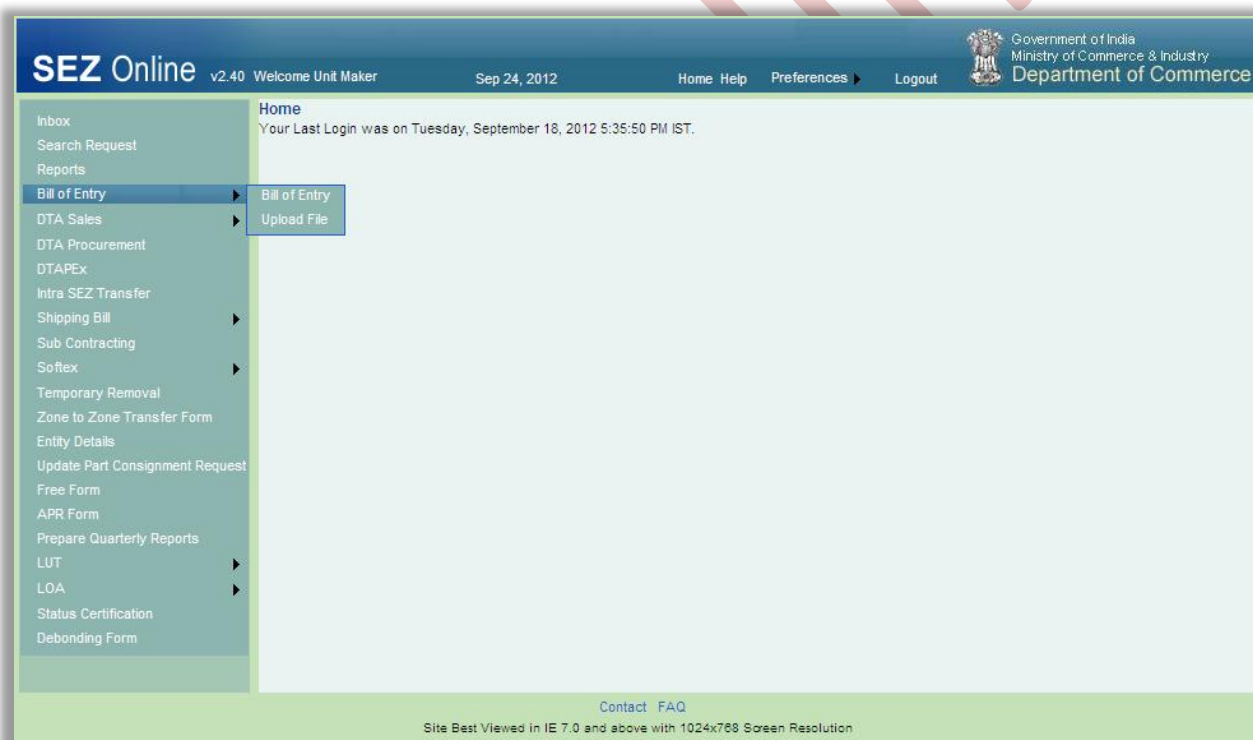 SEZ Online v2.40 Welcome Unit Maker Sep 24, 2012 Home Help Preferences Logout
Government of India
Ministry of Commerce & Industry
Department of Commerce
Home
Your Last Login was on Tuesday, September 18, 2012 5:35:50 PM IST.
Inbox
Search Request
Reports
Bill of Entry
Bill of Entry
Upload File
DTA Sales
DTA Procurement
DTAPEx
Intra SEZ Transfer
Shipping Bill
Sub Contracting
Softex
Temporary Removal
Zone to Zone Transfer Form
Entity Details
Update Part Consignment Request
Free Form
APR Form
Prepare Quarterly Reports
LUT
LOA
Status Certification
Debonding Form
Contact FAQ
Site Best Viewed in IE 7.0 and above with 1024x768 Screen Resolution